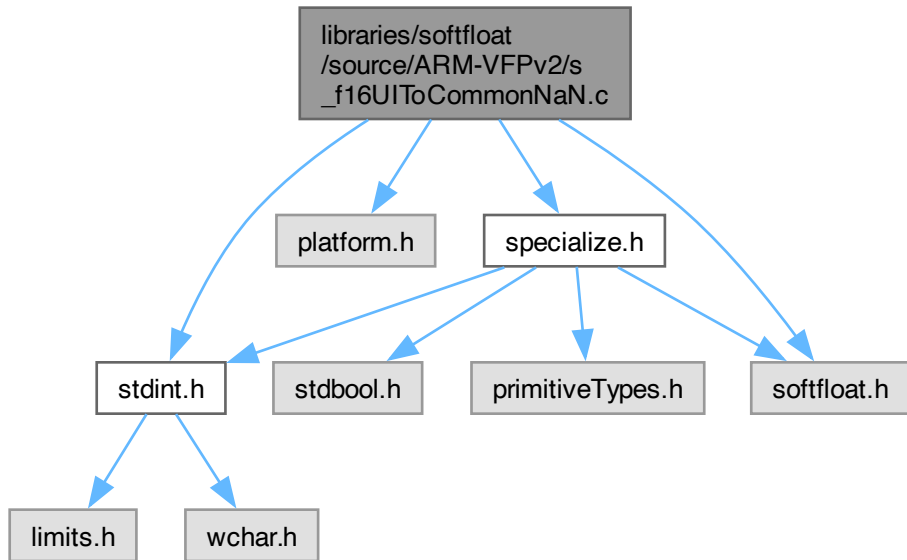 libraries/softfloat
/source/ARM-VFPv2/s
_f16UIToCommonNaN.c
platform.h
specialize.h
stdint.h
stdbool.h
primitiveTypes.h
softfloat.h
limits.h
wchar.h